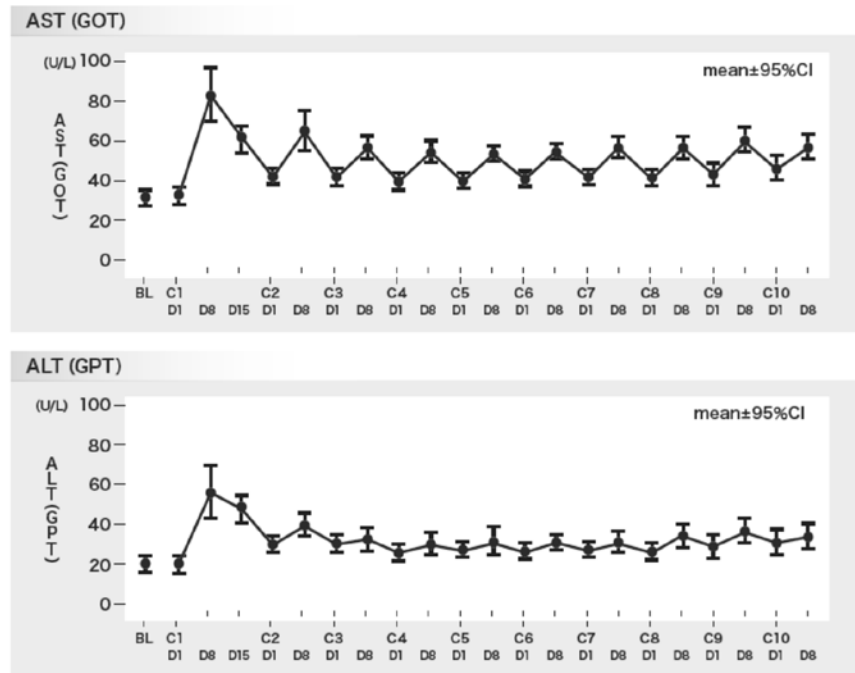 AST (GOT)
(U/L) 100
mean±95%CI
80
60
40
20
0
AST(GOT)
BL C1 C2 C3 C4 C5 C6 C7 C8 C9 C10
D1 D8 D15 D1 D8 D1 D8 D1 D8 D1 D8 D1 D8 D1 D8 D1 D8 D1 D8 D1 D8
ALT (GPT)
(U/L) 100
mean±95%CI
80
60
40
20
0
ALT(GPT)
BL C1 C2 C3 C4 C5 C6 C7 C8 C9 C10
D1 D8 D15 D1 D8 D1 D8 D1 D8 D1 D8 D1 D8 D1 D8 D1 D8 D1 D8 D1 D8